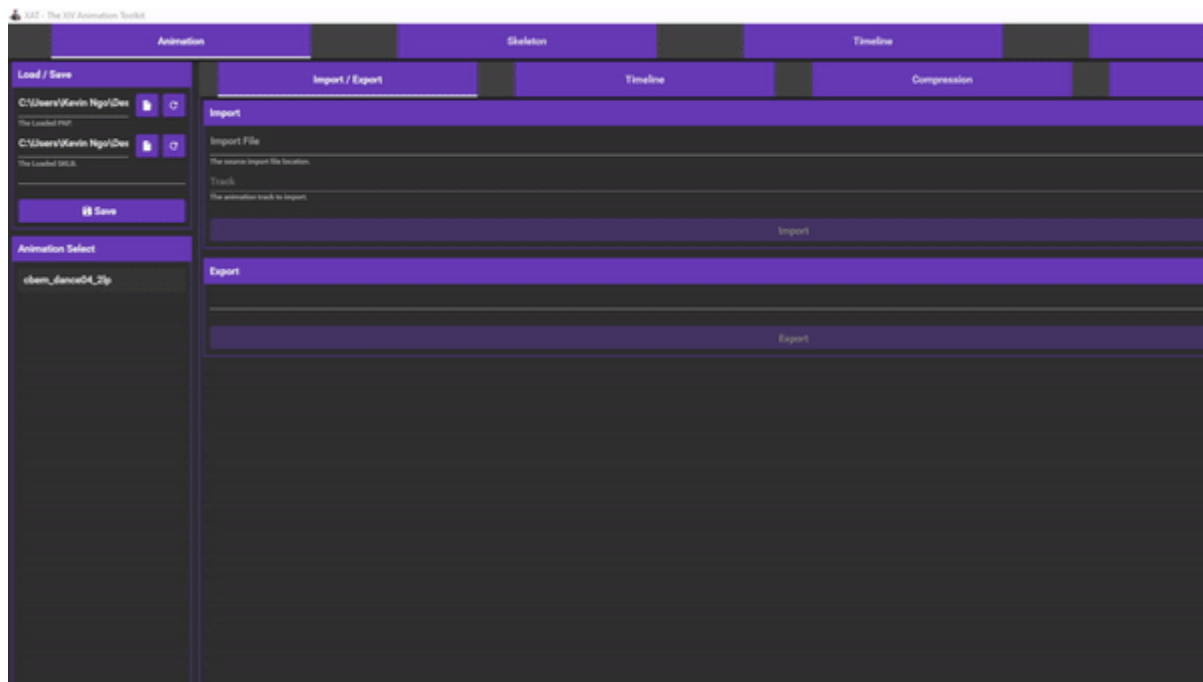 XAT - The XIV Animation Toolkit
Animation
Skeleton
Timeline
Load / Save
C:\Users\Kevin Ngo\Des
The Loaded PAP.
C:\Users\Kevin Ngo\Des
The Loaded SKLB.
Save
Animation Select
cbem_dance04_2lp
Import / Export
Timeline
Compression
Import
Import File
The source import file location.
Track
The animation track to import.
Import
Export
Export